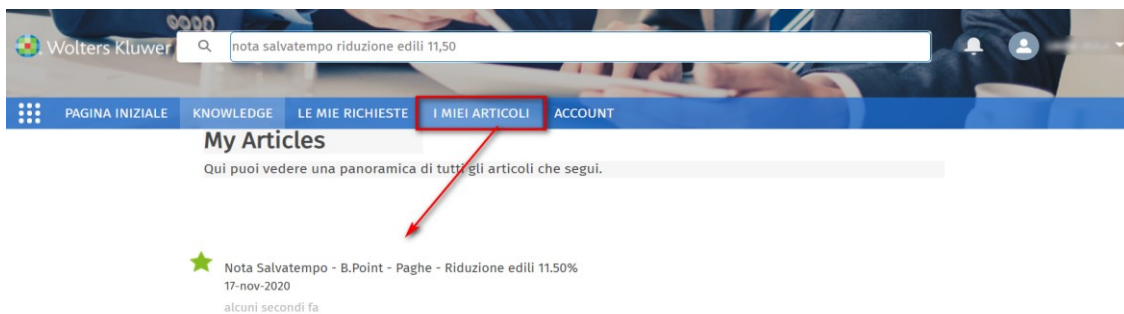 Wolters Kluwer
nota salvatempo riduzione edili 11,50
PAGINA INIZIALE KNOWLEDGE LE MIE RICHIESTE I MIEI ARTICOLI ACCOUNT
My Articles
Qui puoi vedere una panoramica di tutti gli articoli che segui.
Nota Salvatempo - B.Point - Paghe - Riduzione edili 11.50%
17-nov-2020
alcuni secondi fa